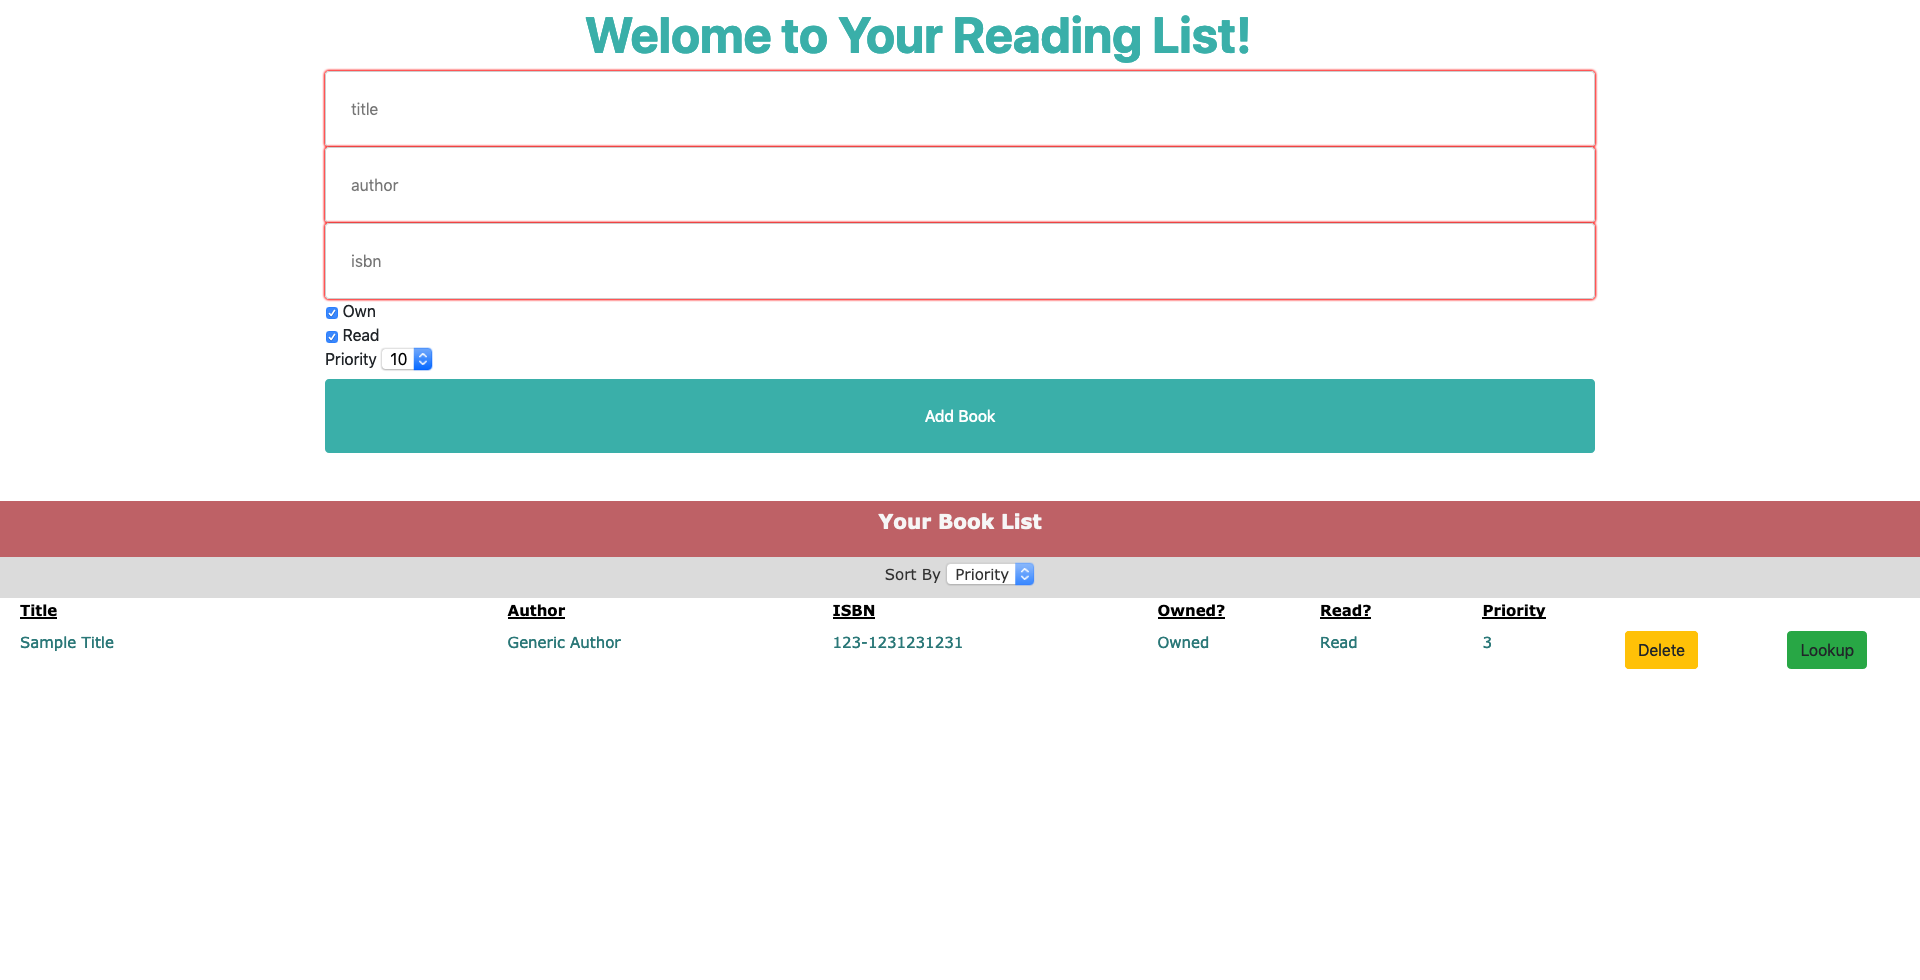 Welome to Your Reading List!
title
author
isbn
Own
Read
Priority 10
Add Book
Your Book List
Sort By Priority
Title Author ISBN Owned? Read? Priority
Sample Title Generic Author 123-1231231231 Owned Read 3 Delete Lookup